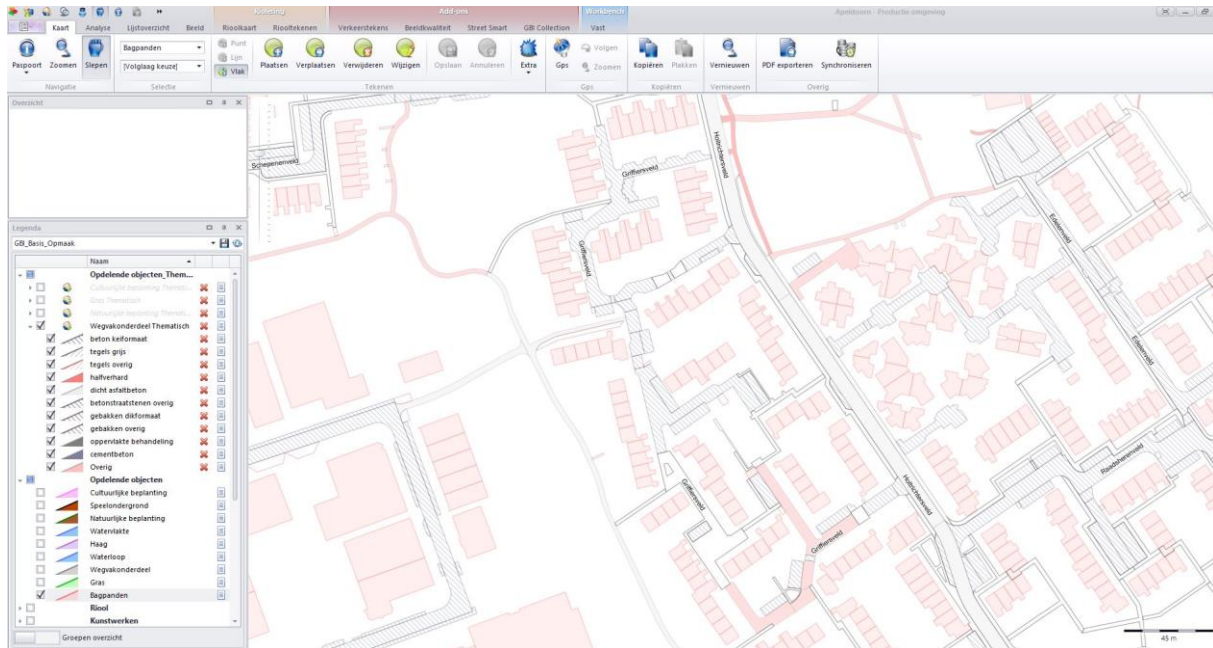 Riolering Add-ons Workbench Apeldoorn - Productie omgeving
Kaart Analyse Lijstoverzicht Beeld Rioolkaart Riooltekenen Verkeerstekens Beeldkwaliteit Street Smart GBI Collection Vast
Paspoort Zoomen Slepen
Bagpanden
[Volglaag keuze]
Punt
Lijn
Vlak
Plaatsen Verplaatsen Verwijderen Wijzigen Opslaan Annuleren Extra
Gps
Volgen
Zoomen
Kopiëren Plakken Vernieuwen PDF exporteren Synchroniseren
Navigatie Selectie Tekenen Gps Kopiëren Vernieuwen Overig
Overzicht
Legenda
GBI_Basis_Opmaak
Naam
Opdelende objecten_Them...
Cultuurlijke beplanting Themati...
Gras Thematisch
Natuurlijke beplanting Themati...
Wegvakonderdeel Thematisch
beton keiformaat
tegels grijs
tegels overig
halfverhard
dicht asfaltbeton
betonstraatstenen overig
gebakken dikformaat
gebakken overig
oppervlakte behandeling
cementbeton
Overig
Opdelende objecten
Cultuurlijke beplanting
Speelondergrond
Natuurlijke beplanting
Watervlakte
Haag
Waterloop
Wegvakonderdeel
Gras
Bagpanden
Riool
Kunstwerken
Groepen overzicht
Schepenenveld
Griffiersveld
Holtrichtersveld
Edelenveld
Griffiersveld
Edelenveld
Raadsherenveld
Griffiersveld
Holtrichtersveld
Griffiersveld
45 m